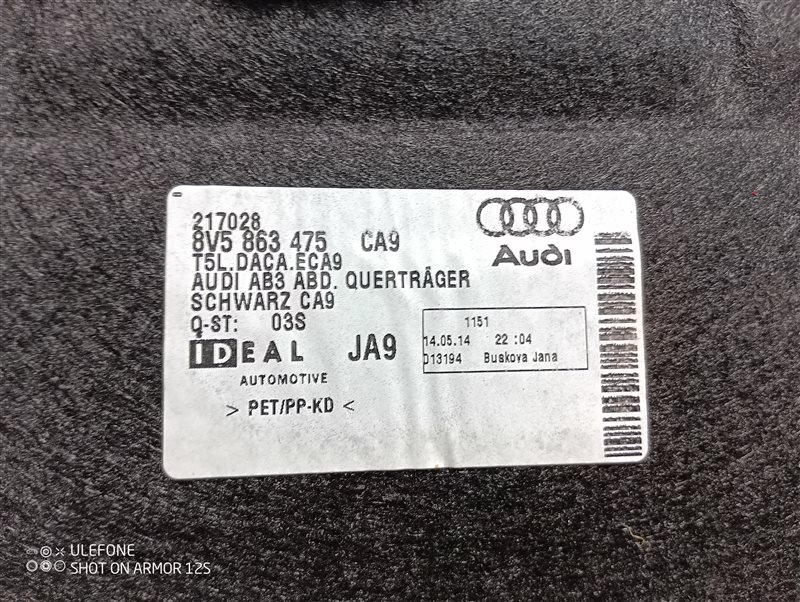 217028
8V5 863 475 CA9
T5L.DACA.ECA9
AUDI AB3 ABD. QUERTRÄGER
SCHWARZ CA9
Q-ST: 03S
IDEAL JA9
AUTOMOTIVE
> PET/PP-KD <
Audi
1151
14.05.14 22:04
D13194 Buskova Jana
ULEFONE
SHOT ON ARMOR 12S